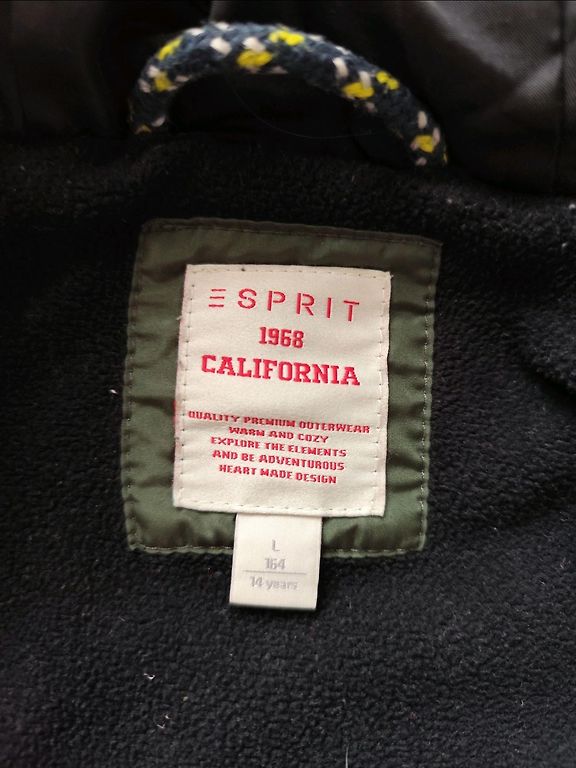 ESPRIT
1968
CALIFORNIA
QUALITY PREMIUM OUTERWEAR
WARM AND COZY
EXPLORE THE ELEMENTS
AND BE ADVENTUROUS
HEART MADE DESIGN
L
164
14 years